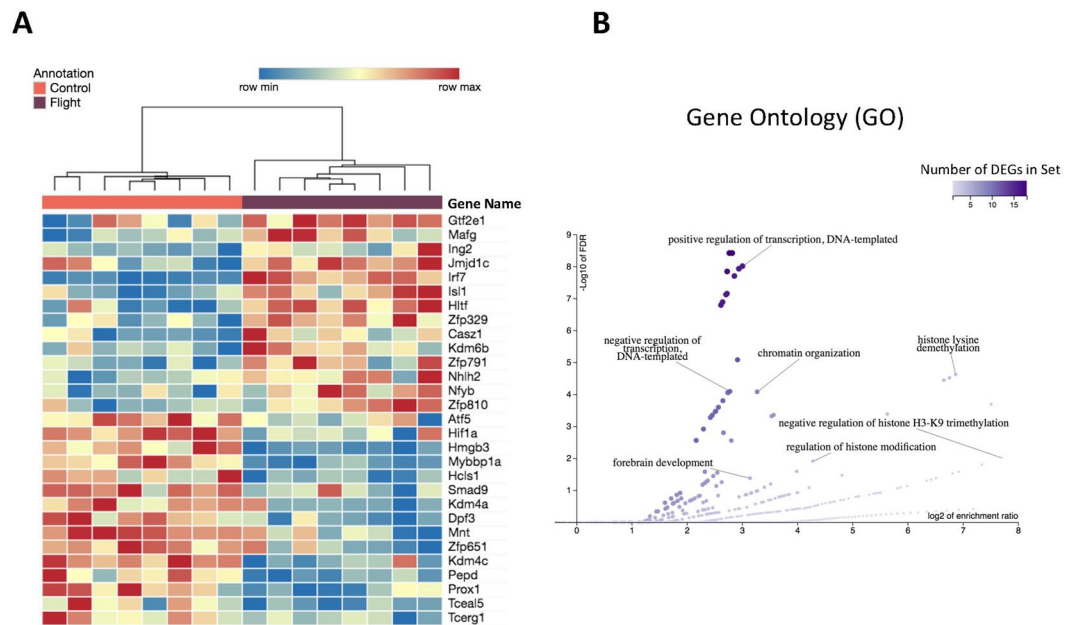 A
B
Annotation
Control
Flight
row min
row max
Gene Name
Gtf2e1
Mafg
Ing2
Jmjd1c
Irf7
Isl1
Hltf
Zfp329
Casz1
Kdm6b
Zfp791
Nhlh2
Nfyb
Zfp810
Atf5
Hif1a
Hmgb3
Mybbp1a
Hcls1
Smad9
Kdm4a
Dpf3
Mnt
Zfp651
Kdm4c
Pepd
Prox1
Tceal5
Tcerg1
Gene Ontology (GO)
Number of DEGs in Set
5 10 15
-Log10 of FDR
9
8
7
6
5
4
3
2
1
positive regulation of transcription, DNA-templated
negative regulation of
transcription,
DNA-templated
chromatin organization
histone lysine
demethylation
negative regulation of histone H3-K9 trimethylation
regulation of histone modification
forebrain development
log2 of enrichment ratio
0 1 2 3 4 5 6 7 8